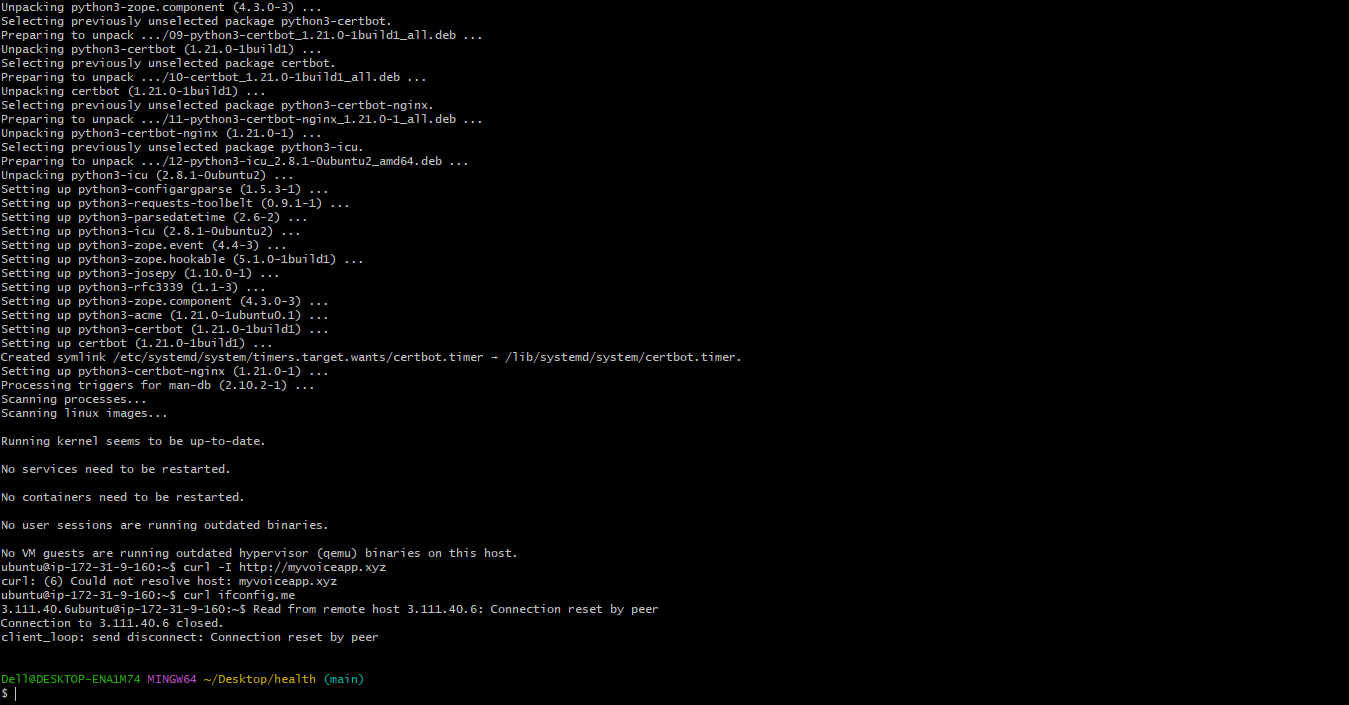 Unpacking python3-zope.component (4.3.0-3) ...
Selecting previously unselected package python3-certbot.
Preparing to unpack .../09-python3-certbot_1.21.0-1build1_all.deb ...
Unpacking python3-certbot (1.21.0-1build1) ...
Selecting previously unselected package certbot.
Preparing to unpack .../10-certbot_1.21.0-1build1_all.deb ...
Unpacking certbot (1.21.0-1build1) ...
Selecting previously unselected package python3-certbot-nginx.
Preparing to unpack .../11-python3-certbot-nginx_1.21.0-1_all.deb ...
Unpacking python3-certbot-nginx (1.21.0-1) ...
Selecting previously unselected package python3-icu.
Preparing to unpack .../12-python3-icu_2.8.1-0ubuntu2_amd64.deb ...
Unpacking python3-icu (2.8.1-0ubuntu2) ...
Setting up python3-configargparse (1.5.3-1) ...
Setting up python3-requests-toolbelt (0.9.1-1) ...
Setting up python3-parsedatetime (2.6-2) ...
Setting up python3-icu (2.8.1-0ubuntu2) ...
Setting up python3-zope.event (4.4-3) ...
Setting up python3-zope.hookable (5.1.0-1build1) ...
Setting up python3-josepy (1.10.0-1) ...
Setting up python3-rfc3339 (1.1-3) ...
Setting up python3-zope.component (4.3.0-3) ...
Setting up python3-acme (1.21.0-1ubuntu0.1) ...
Setting up python3-certbot (1.21.0-1build1) ...
Setting up certbot (1.21.0-1build1) ...
Created symlink /etc/systemd/system/timers.target.wants/certbot.timer → /lib/systemd/system/certbot.timer.
Setting up python3-certbot-nginx (1.21.0-1) ...
Processing triggers for man-db (2.10.2-1) ...
Scanning processes...
Scanning linux images...
Running kernel seems to be up-to-date.
No services need to be restarted.
No containers need to be restarted.
No user sessions are running outdated binaries.
No VM guests are running outdated hypervisor (qemu) binaries on this host.
ubuntu@ip-172-31-9-160:~$ curl -I http://myvoiceapp.xyz
curl: (6) Could not resolve host: myvoiceapp.xyz
ubuntu@ip-172-31-9-160:~$ curl ifconfig.me
3.111.40.6ubuntu@ip-172-31-9-160:~$ Read from remote host 3.111.40.6: Connection reset by peer
Connection to 3.111.40.6 closed.
client_loop: send disconnect: Connection reset by peer
Dell@DESKTOP-ENA1M74 MINGW64 ~/Desktop/health (main)
$